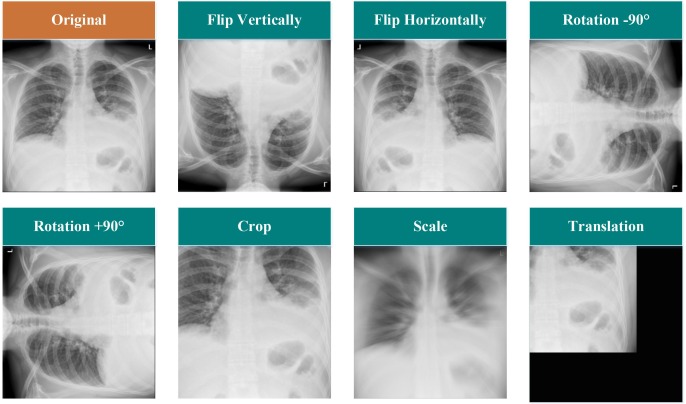 Original
Flip Vertically
Flip Horizontally
Rotation -90°
L
Rotation +90°
Crop
Scale
Translation